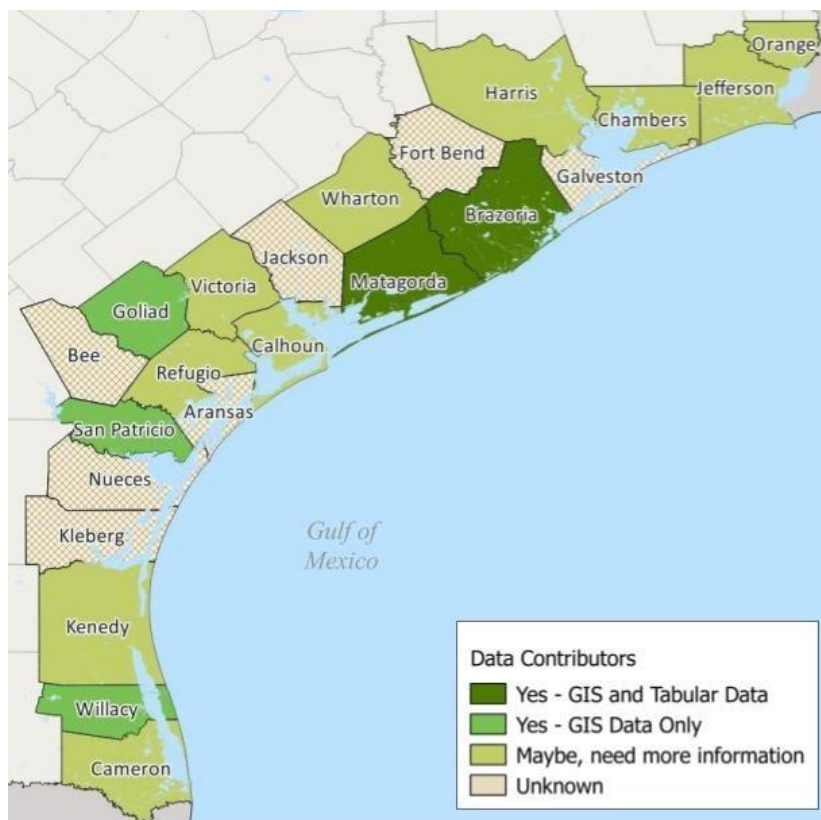 Orange
Jefferson
Harris
Chambers
Fort Bend
Galveston
Wharton
Brazoria
Jackson
Matagorda
Victoria
Goliad
Calhoun
Bee
Refugio
Aransas
San Patricio
Nueces
Kleberg
Gulf of
Mexico
Kenedy
Willacy
Cameron
Data Contributors
Yes - GIS and Tabular Data
Yes - GIS Data Only
Maybe, need more information
Unknown